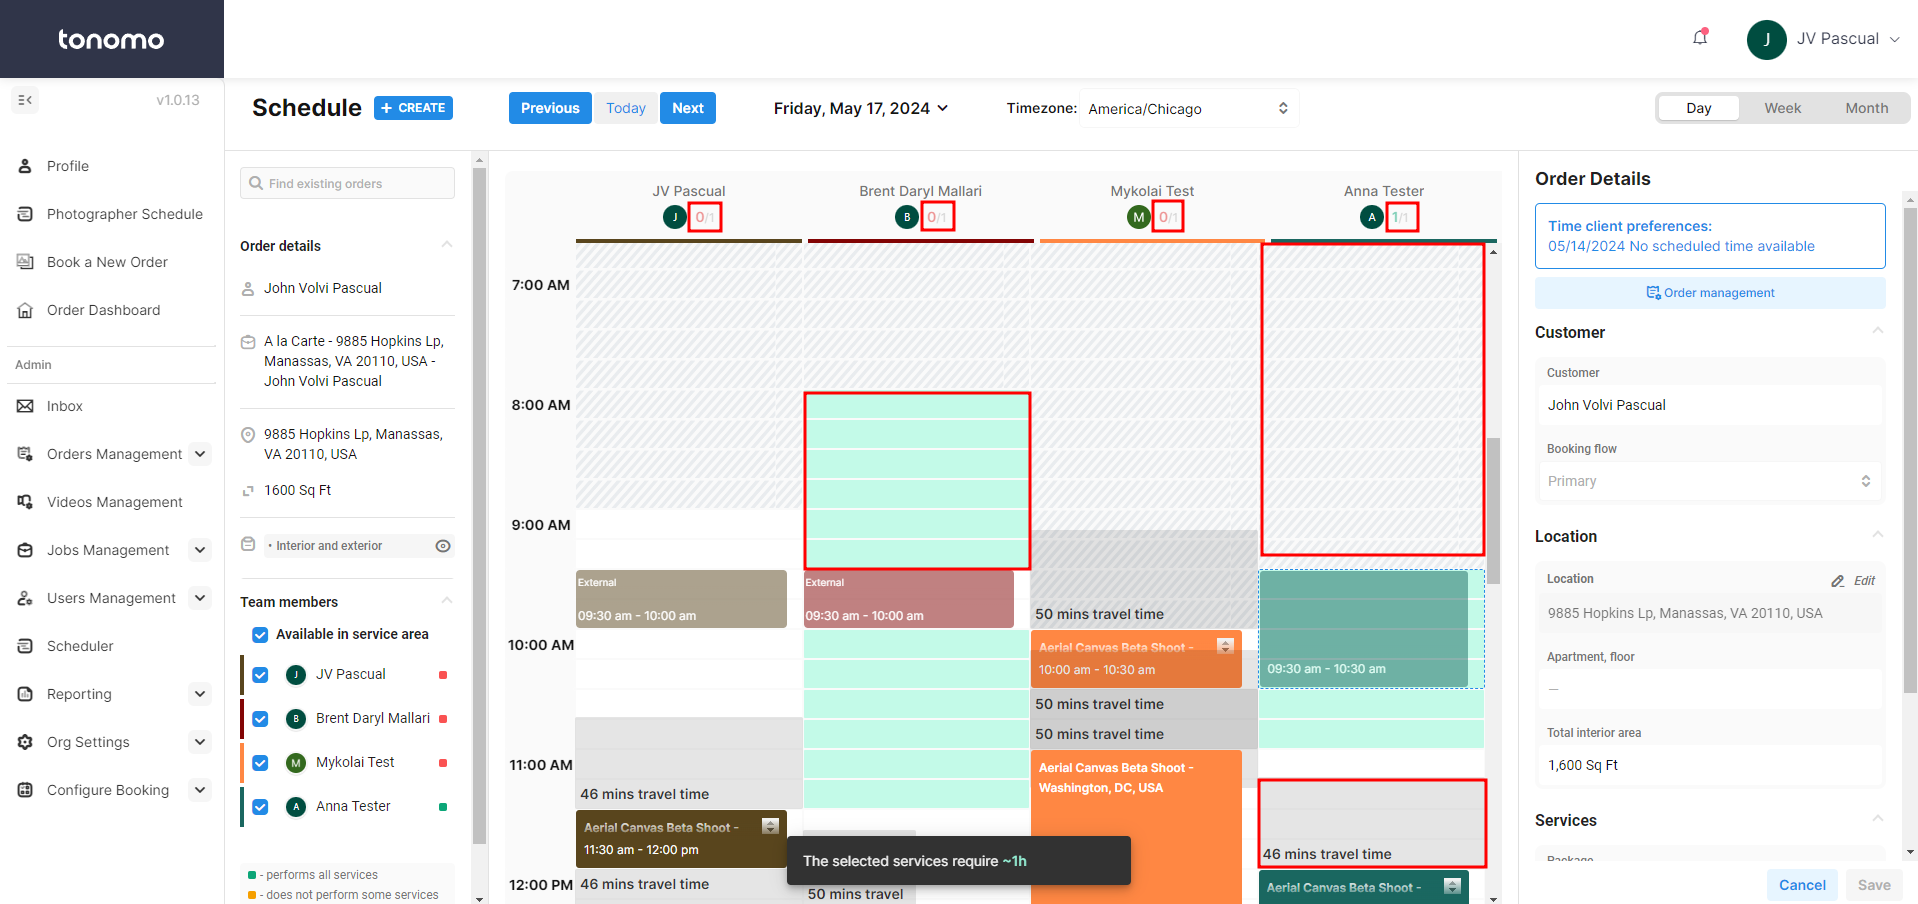 tonomo
JV Pascual
v1.0.13
Schedule
+ CREATE
Previous
Today
Next
Friday, May 17, 2024
Timezone:
America/Chicago
Day
Week
Month
Profile
Photographer Schedule
Book a New Order
Order Dashboard
Admin
Inbox
Orders Management
Videos Management
Jobs Management
Users Management
Scheduler
Reporting
Org Settings
Configure Booking
Find existing orders
Order details
John Volvi Pascual
A la Carte - 9885 Hopkins Lp,
Manassas, VA 20110, USA -
John Volvi Pascual
9885 Hopkins Lp, Manassas,
VA 20110, USA
1600 Sq Ft
• Interior and exterior
Team members
Available in service area
J JV Pascual
B Brent Daryl Mallari
M Mykolai Test
A Anna Tester
- performs all services
- does not perform some services
JV Pascual
J 0/1
Brent Daryl Mallari
B 0/1
Mykolai Test
M 0/1
Anna Tester
A 1/1
7:00 AM
8:00 AM
9:00 AM
10:00 AM
11:00 AM
12:00 PM
External
09:30 am - 10:00 am
46 mins travel time
Aerial Canvas Beta Shoot -
11:30 am - 12:00 pm
46 mins travel time
External
09:30 am - 10:00 am
50 mins travel
50 mins travel time
Aerial Canvas Beta Shoot -
10:00 am - 10:30 am
50 mins travel time
50 mins travel time
Aerial Canvas Beta Shoot -
Washington, DC, USA
09:30 am - 10:30 am
46 mins travel time
Aerial Canvas Beta Shoot -
The selected services require ~1h
Order Details
Time client preferences:
05/14/2024 No scheduled time available
Order management
Customer
Customer
John Volvi Pascual
Booking flow
Primary
Location
Location
Edit
9885 Hopkins Lp, Manassas, VA 20110, USA
Apartment, floor
—
Total interior area
1,600 Sq Ft
Services
Package
Cancel
Save